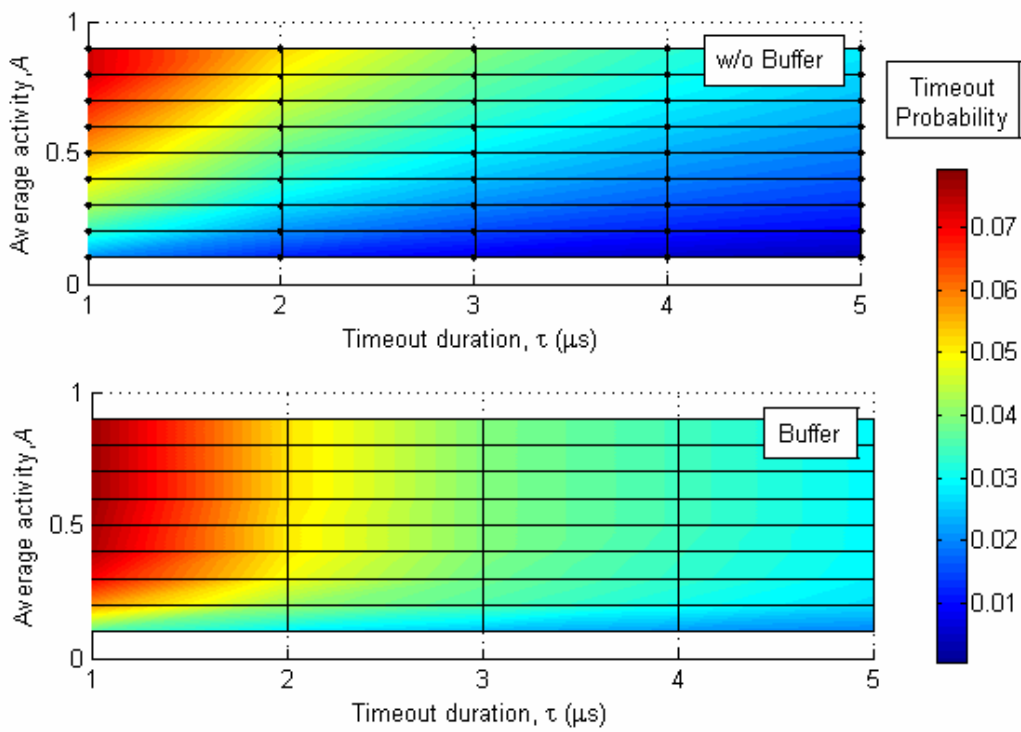 1
0.5
0
Average activity,A
w/o Buffer
1 2 3 4 5
Timeout duration, τ (μs)
Timeout
Probability
0.07
0.06
0.05
0.04
0.03
0.02
0.01
1
0.5
0
Average activity,A
Buffer
1 2 3 4 5
Timeout duration, τ (μs)